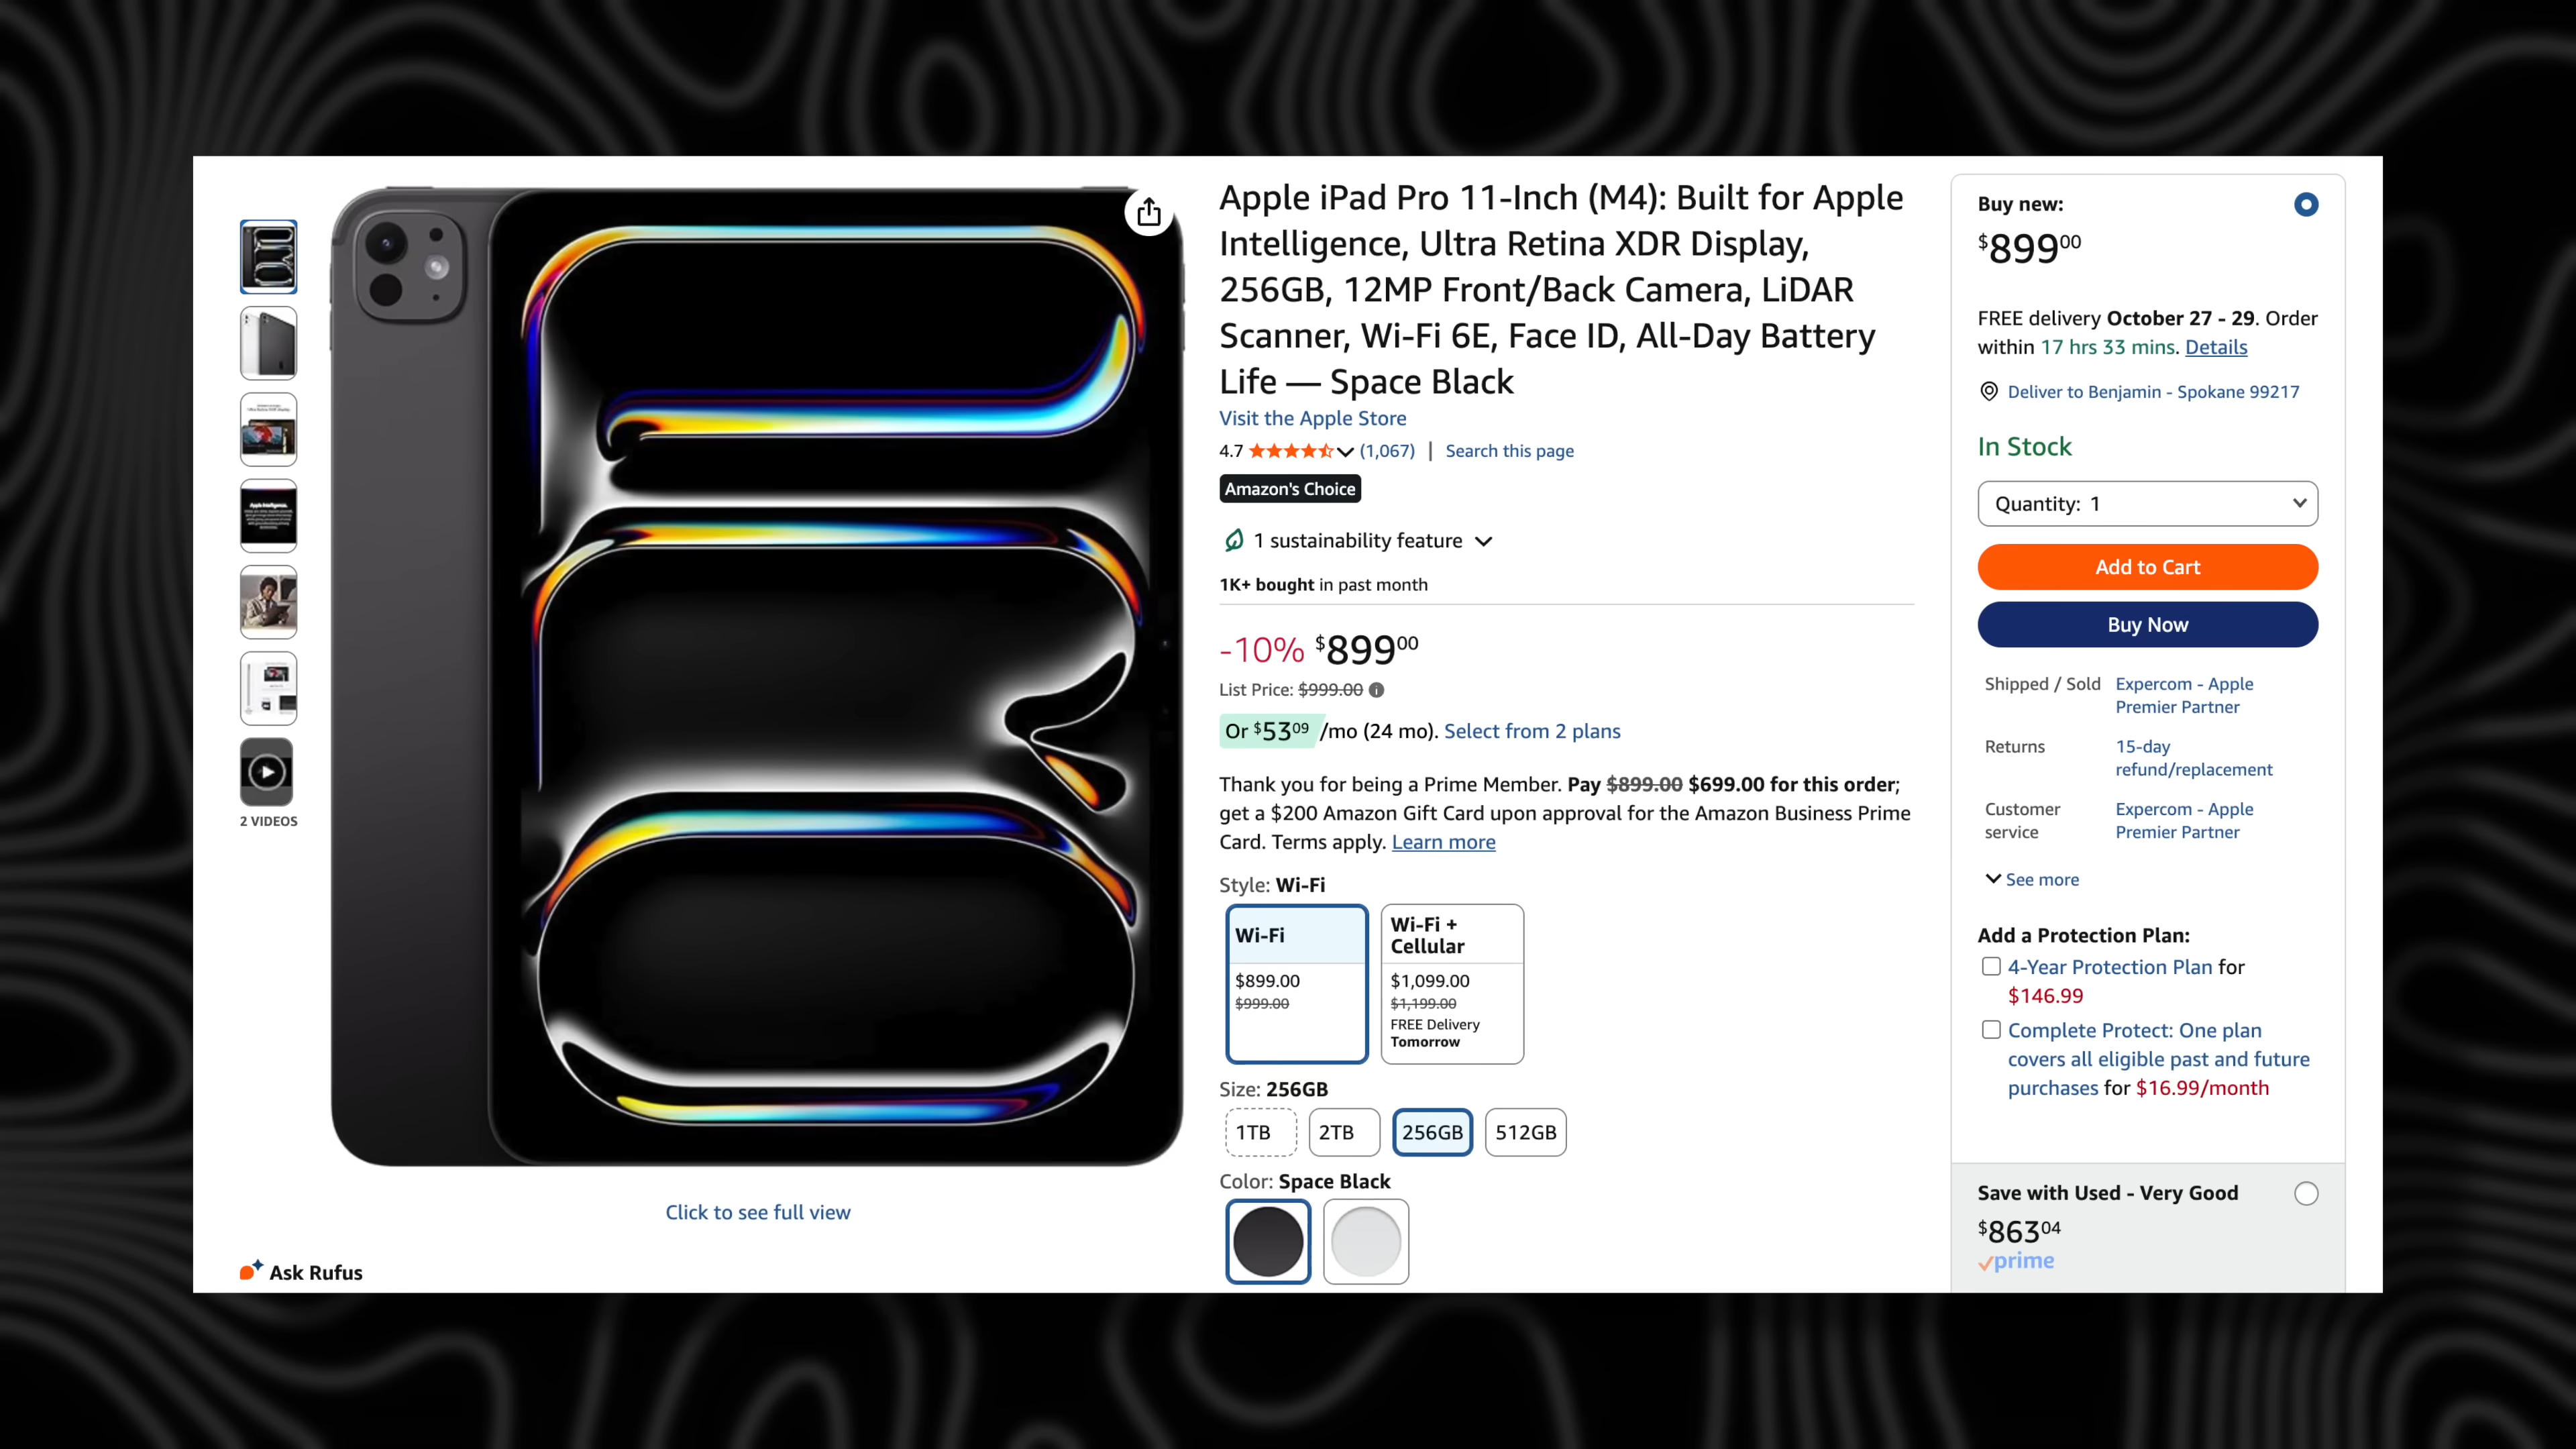 2 VIDEOS
Click to see full view
Ask Rufus
Apple iPad Pro 11-Inch (M4): Built for Apple
Intelligence, Ultra Retina XDR Display,
256GB, 12MP Front/Back Camera, LiDAR
Scanner, Wi-Fi 6E, Face ID, All-Day Battery
Life — Space Black
Visit the Apple Store
4.7 (1,067) | Search this page
Amazon's Choice
1 sustainability feature
1K+ bought in past month
-10% $899.00
List Price: $999.00
Or $53.09 /mo (24 mo). Select from 2 plans
Thank you for being a Prime Member. Pay $899.00 $699.00 for this order;
get a $200 Amazon Gift Card upon approval for the Amazon Business Prime
Card. Terms apply. Learn more
Style: Wi-Fi
Wi-Fi
$899.00
$999.00
Wi-Fi +
Cellular
$1,099.00
$1,199.00
FREE Delivery
Tomorrow
Size: 256GB
1TB 2TB 256GB 512GB
Color: Space Black
Buy new:
$899.00
FREE delivery October 27 - 29. Order
within 17 hrs 33 mins. Details
Deliver to Benjamin - Spokane 99217
In Stock
Quantity: 1
Add to Cart
Buy Now
Shipped / Sold Expercom - Apple
Premier Partner
Returns 15-day
refund/replacement
Customer Expercom - Apple
service Premier Partner
See more
Add a Protection Plan:
4-Year Protection Plan for
$146.99
Complete Protect: One plan
covers all eligible past and future
purchases for $16.99/month
Save with Used - Very Good
$863.04
prime